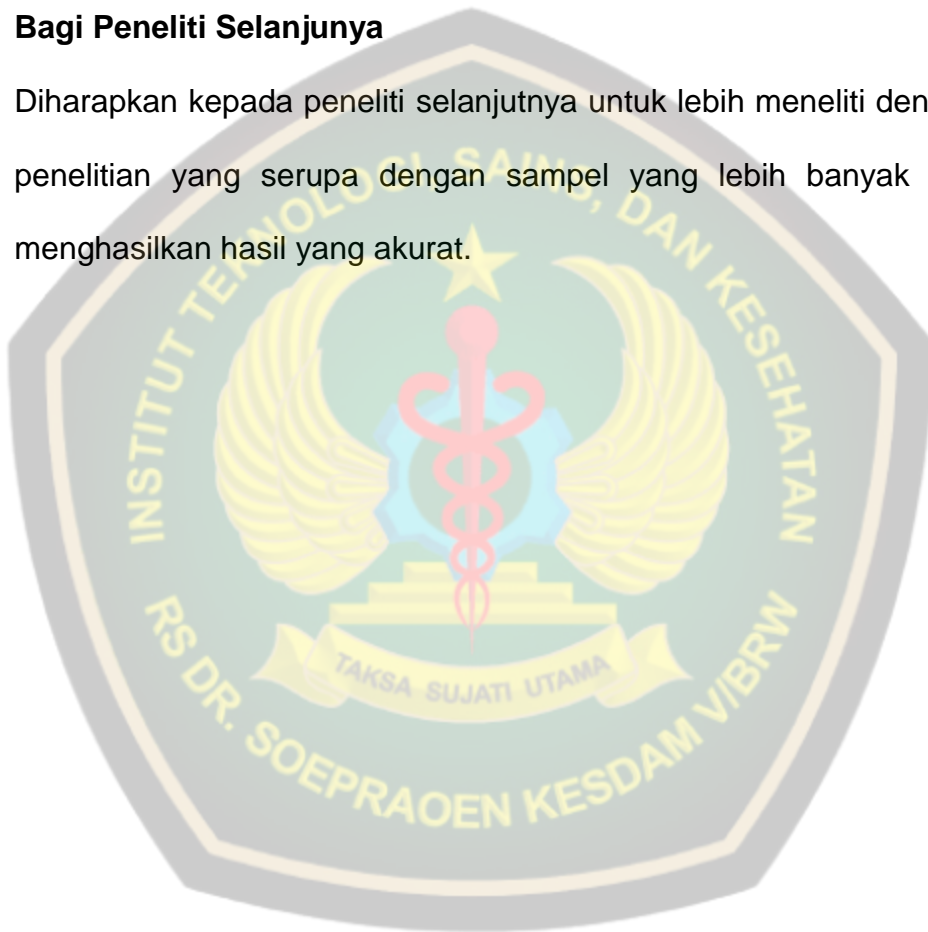 Bagi Peneliti Selanjunya
Diharapkan kepada peneliti selanjutnya untuk lebih meneliti den
penelitian yang serupa dengan sampel yang lebih banyak
menghasilkan hasil yang akurat.
INSTITUT TEKNOLOGI, SAINS, DAN KESEHATAN
TAKSA SUJATI UTAMA
RS DR. SOEPRAOEN KESDAM V/BRW